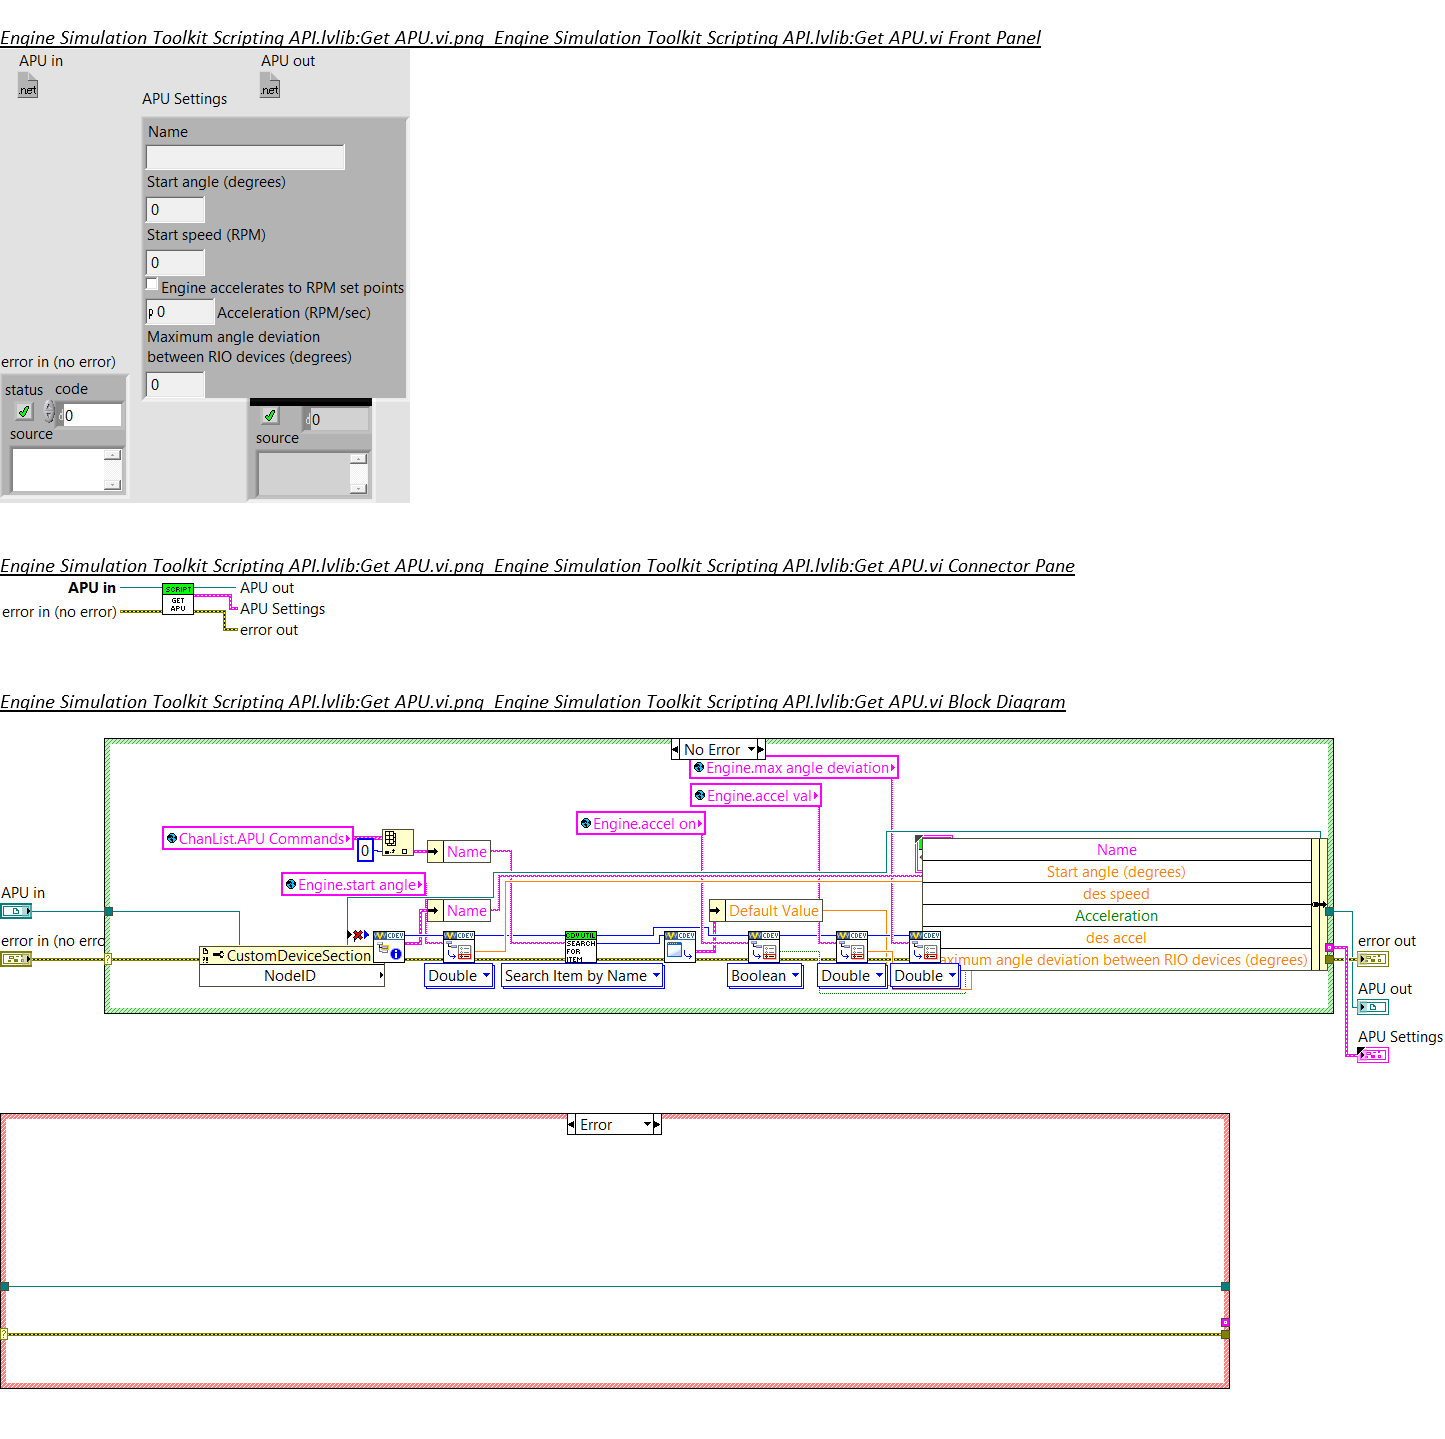 Engine Simulation Toolkit Scripting API.lvlib:Get APU.vi.png  Engine Simulation Toolkit Scripting API.lvlib:Get APU.vi Front Panel
APU in
APU out
.net
.net
APU Settings
Name
Start angle (degrees)
0
Start speed (RPM)
0
Engine accelerates to RPM set points
p 0
Acceleration (RPM/sec)
Maximum angle deviation
between RIO devices (degrees)
0
error in (no error)
status
code
d 0
source
d 0
source
Engine Simulation Toolkit Scripting API.lvlib:Get APU.vi.png  Engine Simulation Toolkit Scripting API.lvlib:Get APU.vi Connector Pane
APU in
SCRIPT
GET
APU
APU out
APU Settings
error in (no error)
error out
Engine Simulation Toolkit Scripting API.lvlib:Get APU.vi.png  Engine Simulation Toolkit Scripting API.lvlib:Get APU.vi Block Diagram
No Error
Engine.max angle deviation
Engine.accel val
Engine.accel on
ChanList.APU Commands
0
Name
Engine.start angle
Name
Default Value
Name
Start angle (degrees)
des speed
Acceleration
des accel
aximum angle deviation between RIO devices (degrees)
APU in
error in (no erro
CustomDeviceSection
NodeID
CDEV
CDEV
CDV UTIL
SEARCH
FOR
ITEM
CDEV
CDEV
CDEV
CDEV
Double
Search Item by Name
Boolean
Double
Double
error out
APU out
APU Settings
Error